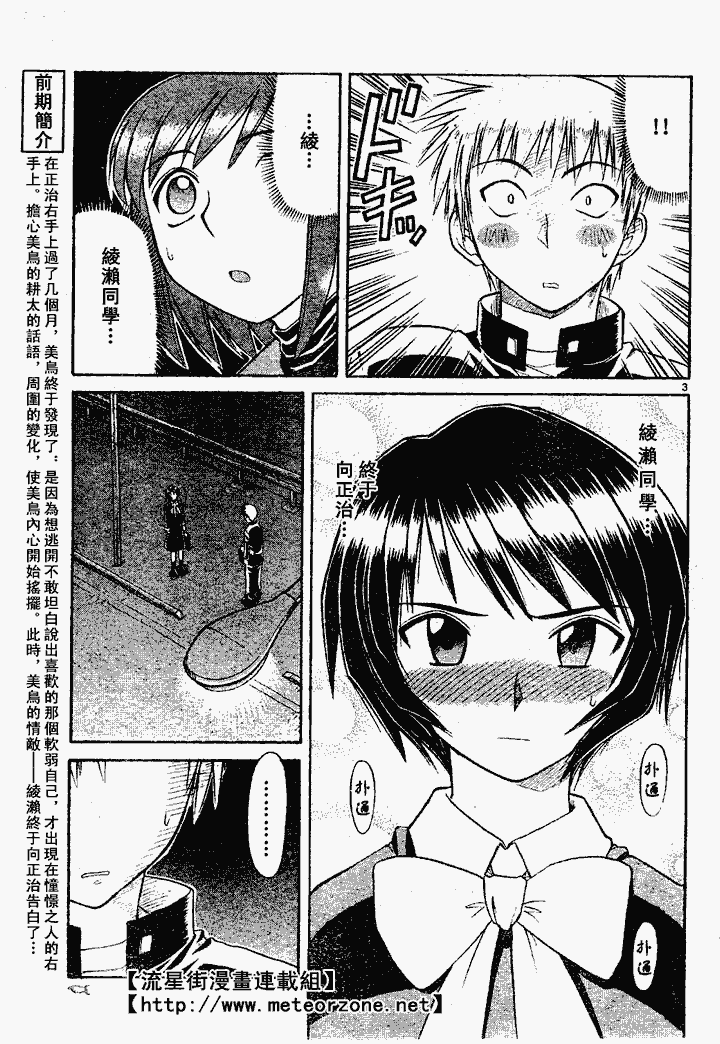 !!
ドキッ
…綾…
綾瀨同學…
3
綾瀨同學…
終于
向正治…
扑通
扑通
扑通
………
前期簡介
在正治右手上過了几個月，美鳥終于發現了：是因為想逃開不敢坦白說出喜歡的那個軟弱自己，才出現在憧憬之人的右
手上。擔心美鳥的耕太的話語，周圍的變化，使美鳥內心開始搖擺。此時，美鳥的情敵——綾瀨終于向正治告白了…
【流星街漫畫連載組】
【http://www.meteorzone.net】